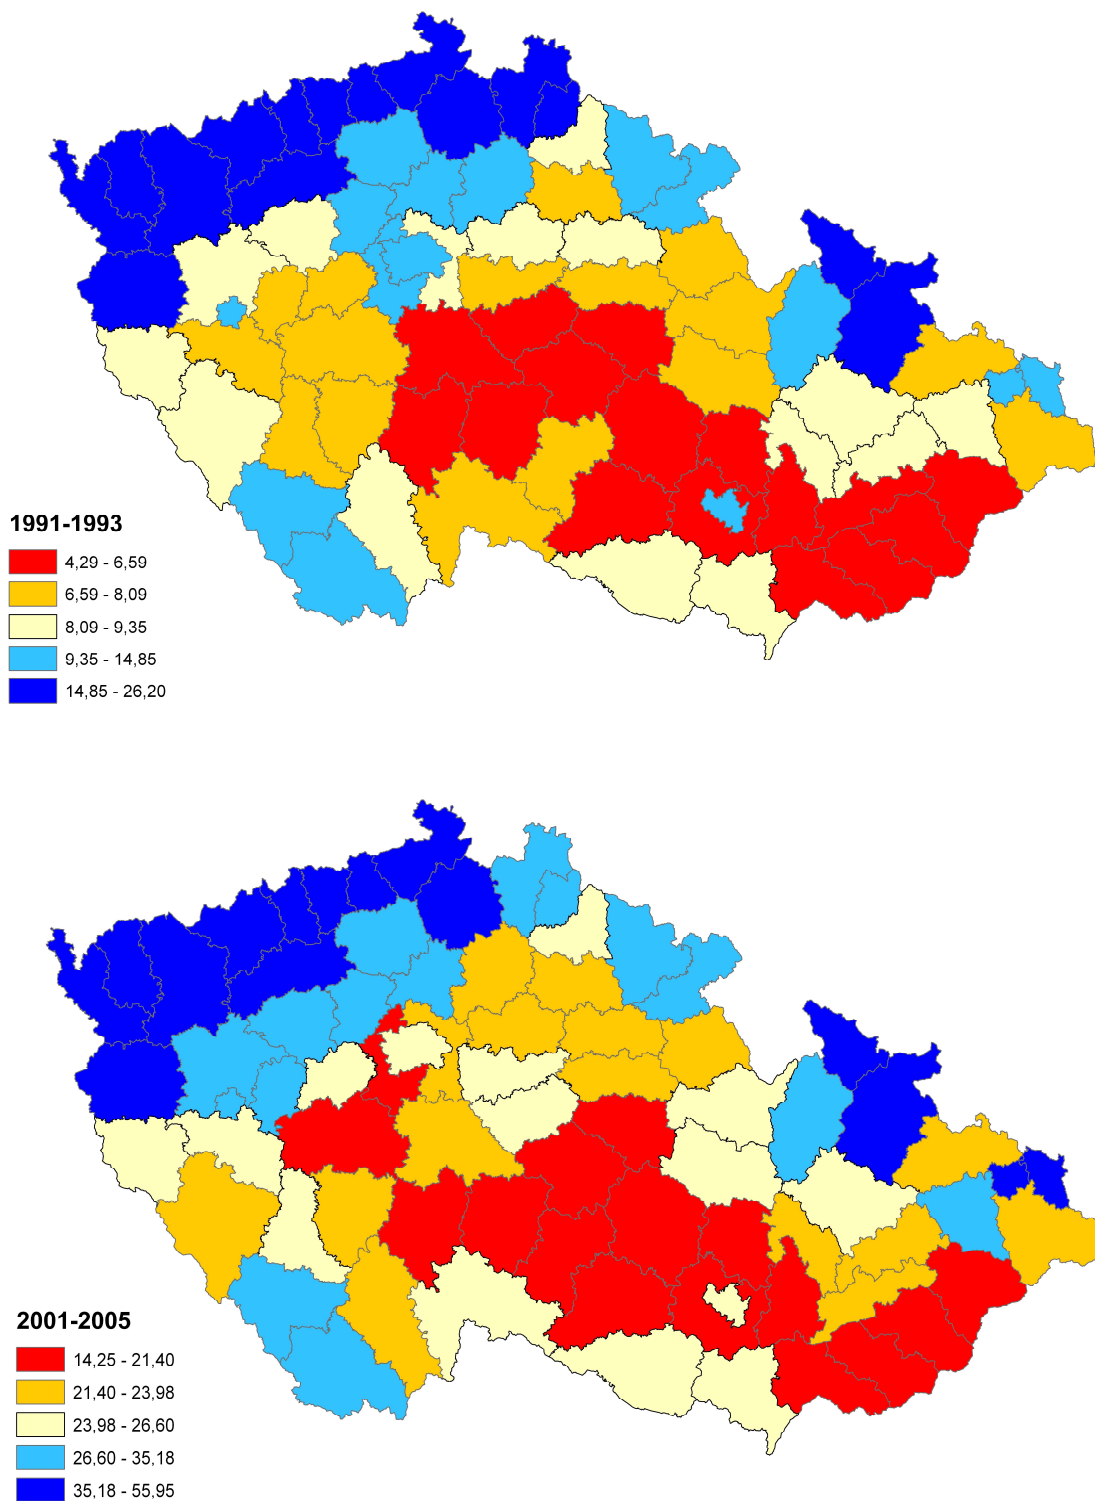 1991-1993
4,29 - 6,59
6,59 - 8,09
8,09 - 9,35
9,35 - 14,85
14,85 - 26,20
2001-2005
14,25 - 21,40
21,40 - 23,98
23,98 - 26,60
26,60 - 35,18
35,18 - 55,95